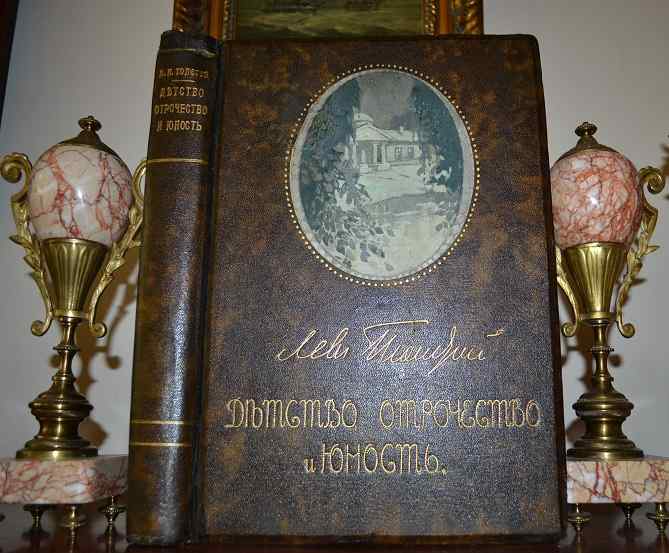 Л. Н. ТОЛСТОЙ
ДѢТСТВО
ОТРОЧЕСТВО
И ЮНОСТЬ
Левъ Толстой
ДѢТСТВО ОТРОЧЕСТВО
и ЮНОСТЬ.